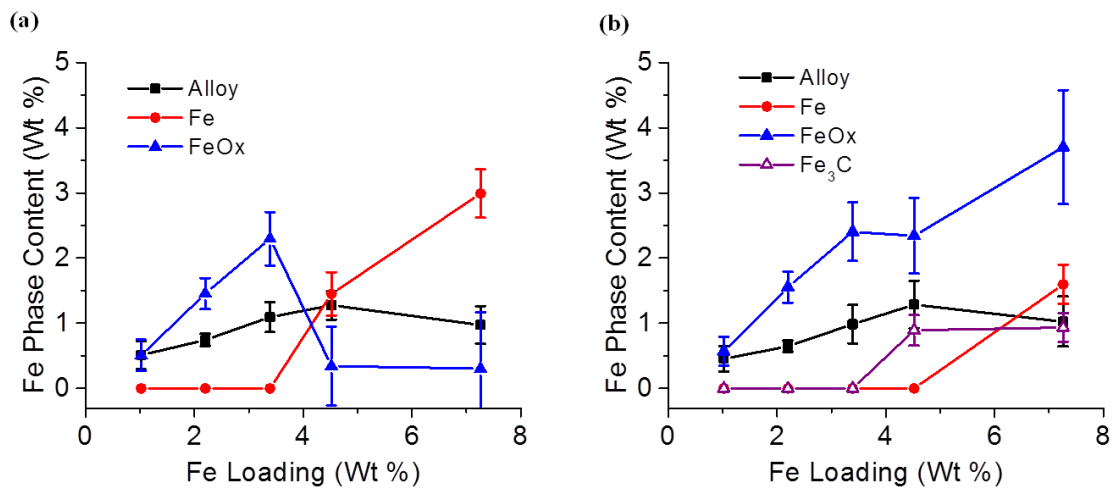 (a)
5
4
3
2
1
0
Fe Phase Content (Wt %)
Alloy
Fe
FeOx
0 2 4 6 8
Fe Loading (Wt %)
(b)
5
4
3
2
1
0
Fe Phase Content (Wt %)
Alloy
Fe
FeOx
Fe₃C
0 2 4 6 8
Fe Loading (Wt %)